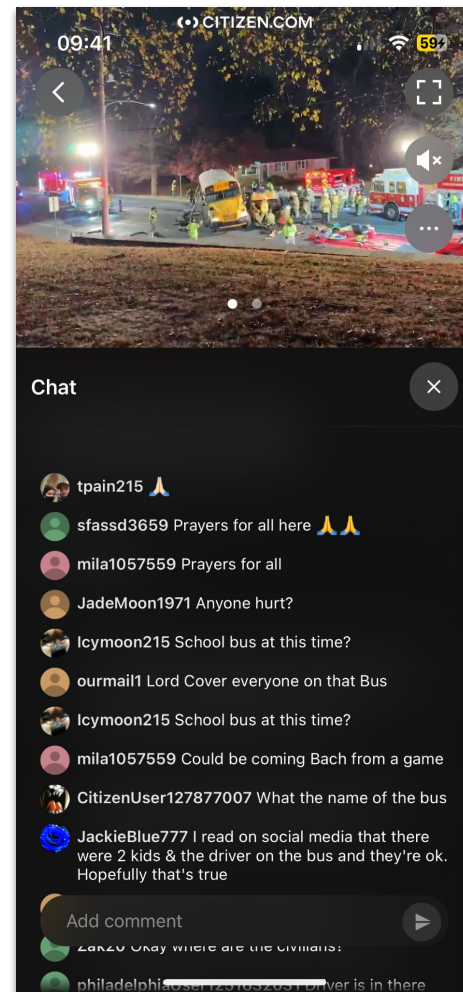 CITIZEN.COM
09:41
59
Chat
tpain215 🙏🏻
sfassd3659 Prayers for all here 🙏🙏
mila1057559 Prayers for all
JadeMoon1971 Anyone hurt?
Icymoon215 School bus at this time?
ourmail1 Lord Cover everyone on that Bus
Icymoon215 School bus at this time?
mila1057559 Could be coming Bach from a game
CitizenUser127877007 What the name of the bus
JackieBlue777 I read on social media that there
were 2 kids & the driver on the bus and they're ok.
Hopefully that's true
Add comment
Zak20 Okay where are the civilians?
Driver is in there